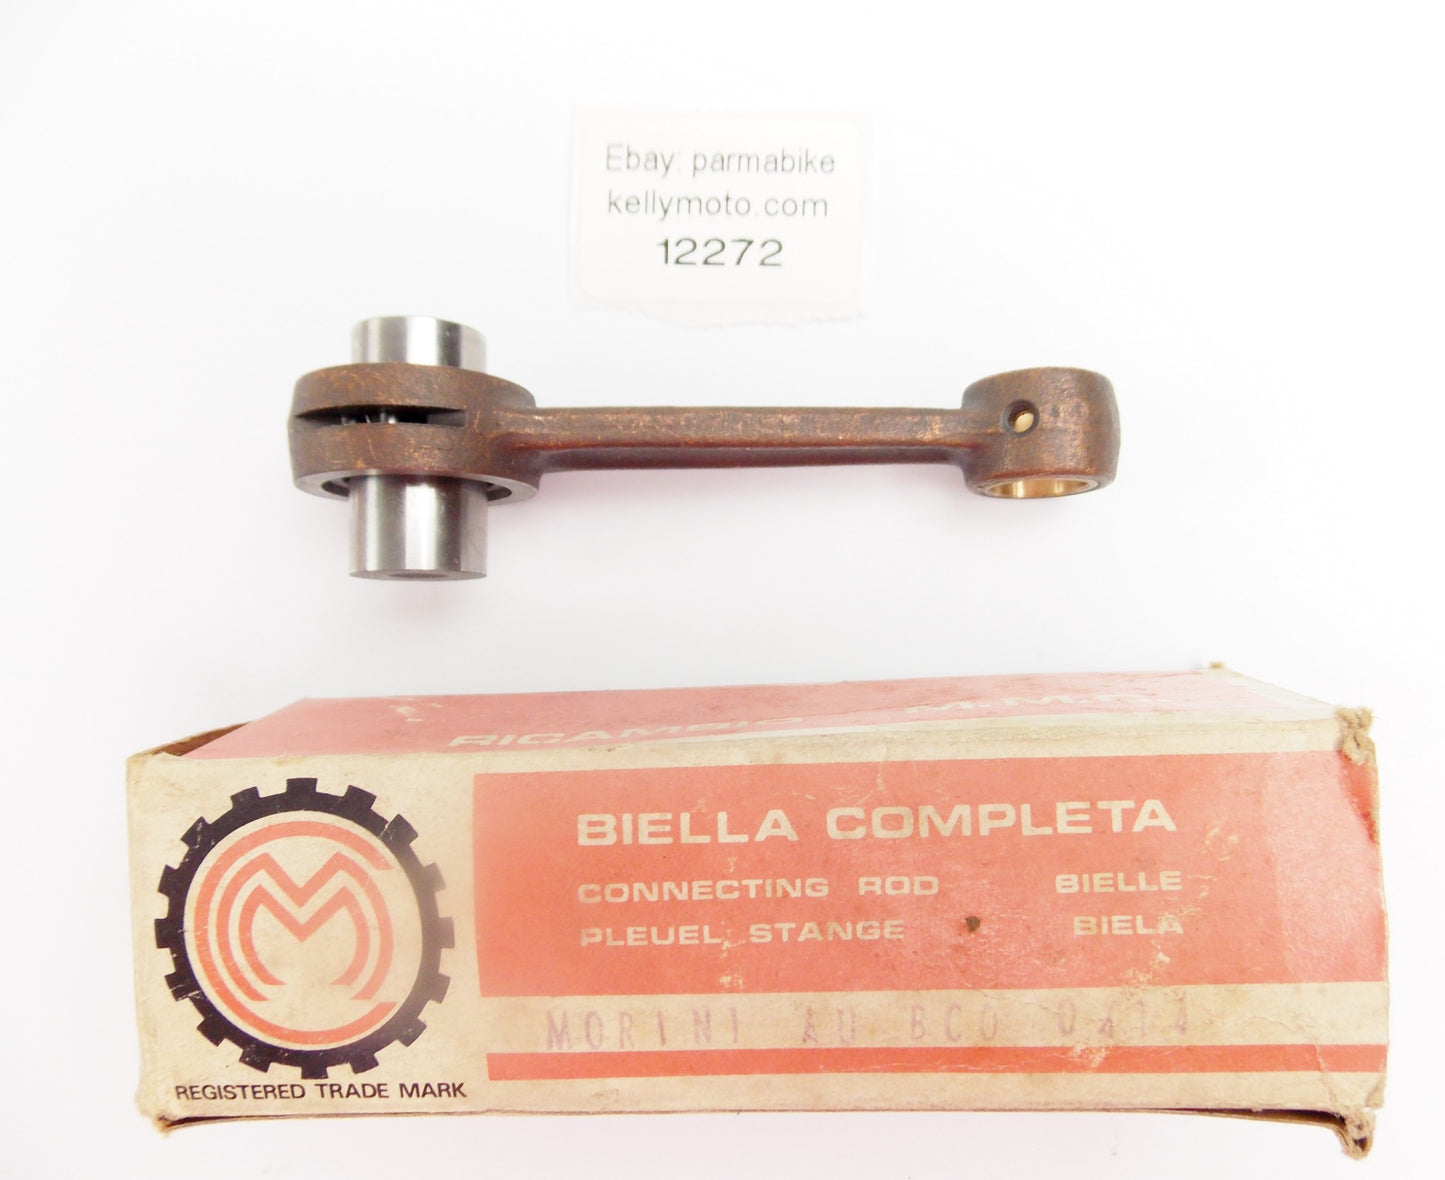 Ebay: parmabike
kellymoto.com
12272
RICAMBIO
BIELLA COMPLETA
CONNECTING ROD BIELLE
PLEUEL STANGE BIELA
MORINI AU BCO
REGISTERED TRADE MARK